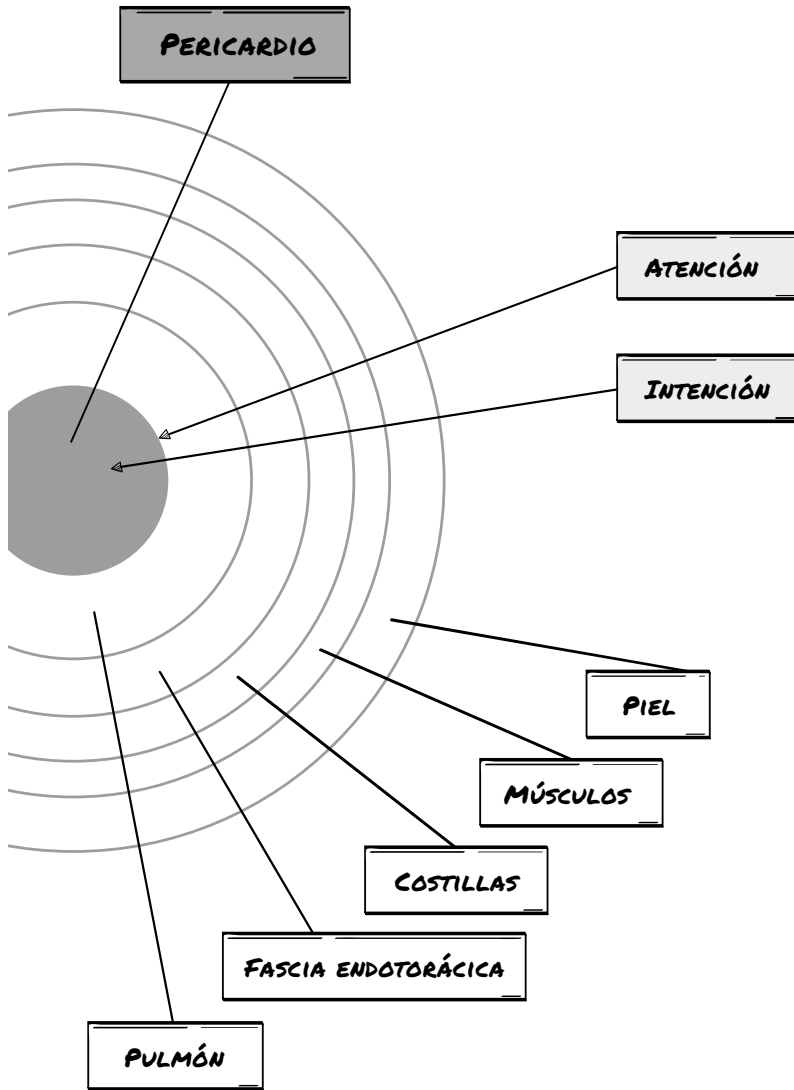 PERICARDIO
ATENCIÓN
INTENCIÓN
PIEL
MÚSCULOS
COSTILLAS
FASCIA ENDOTORÁCICA
PULMÓN